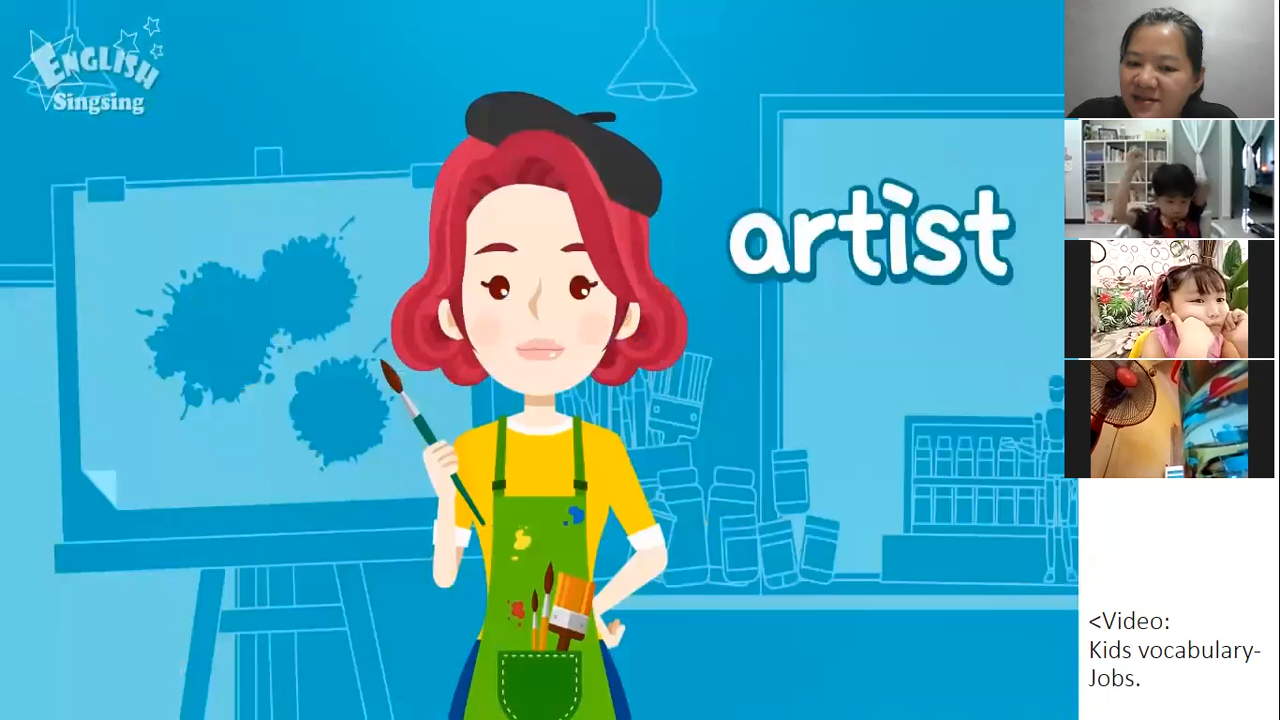 ENGLISH
Singsing
artist
<Video:
Kids vocabulary-
Jobs.